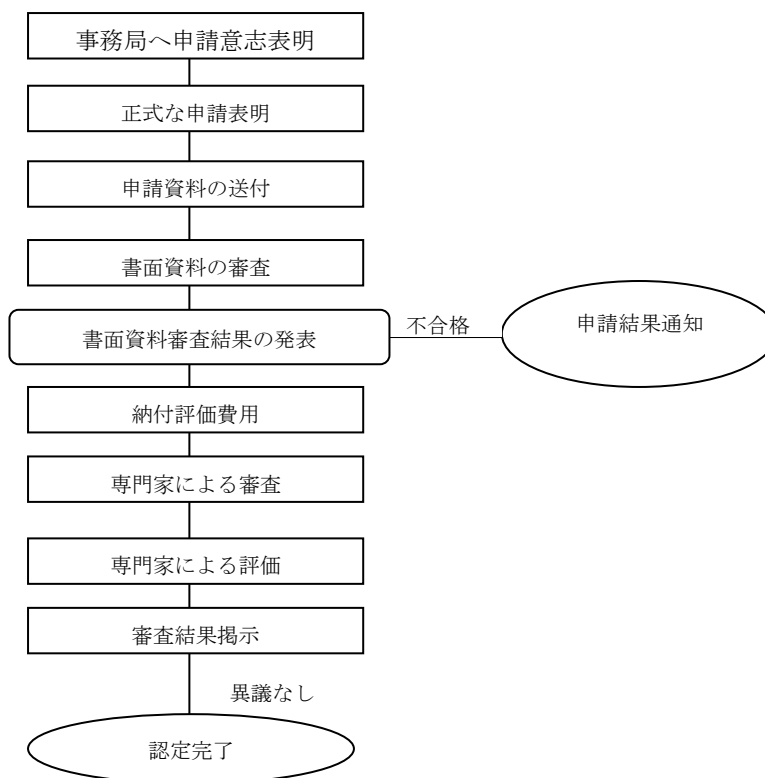 事務局へ申請意志表明
正式な申請表明
申請資料の送付
書面資料の審査
書面資料審査結果の発表
不合格
申請結果通知
納付評価費用
専門家による審査
専門家による評価
審査結果掲示
異議なし
認定完了